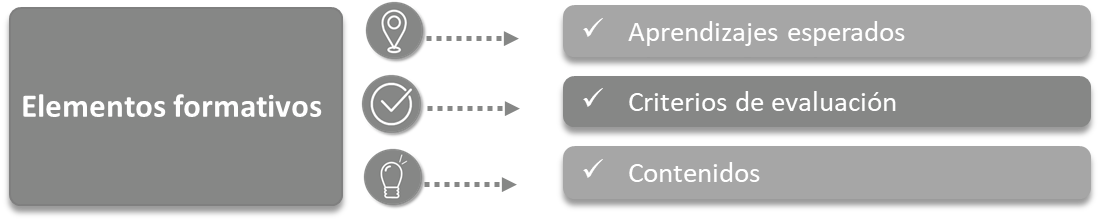 Elementos formativos
Aprendizajes esperados
Criterios de evaluación
Contenidos